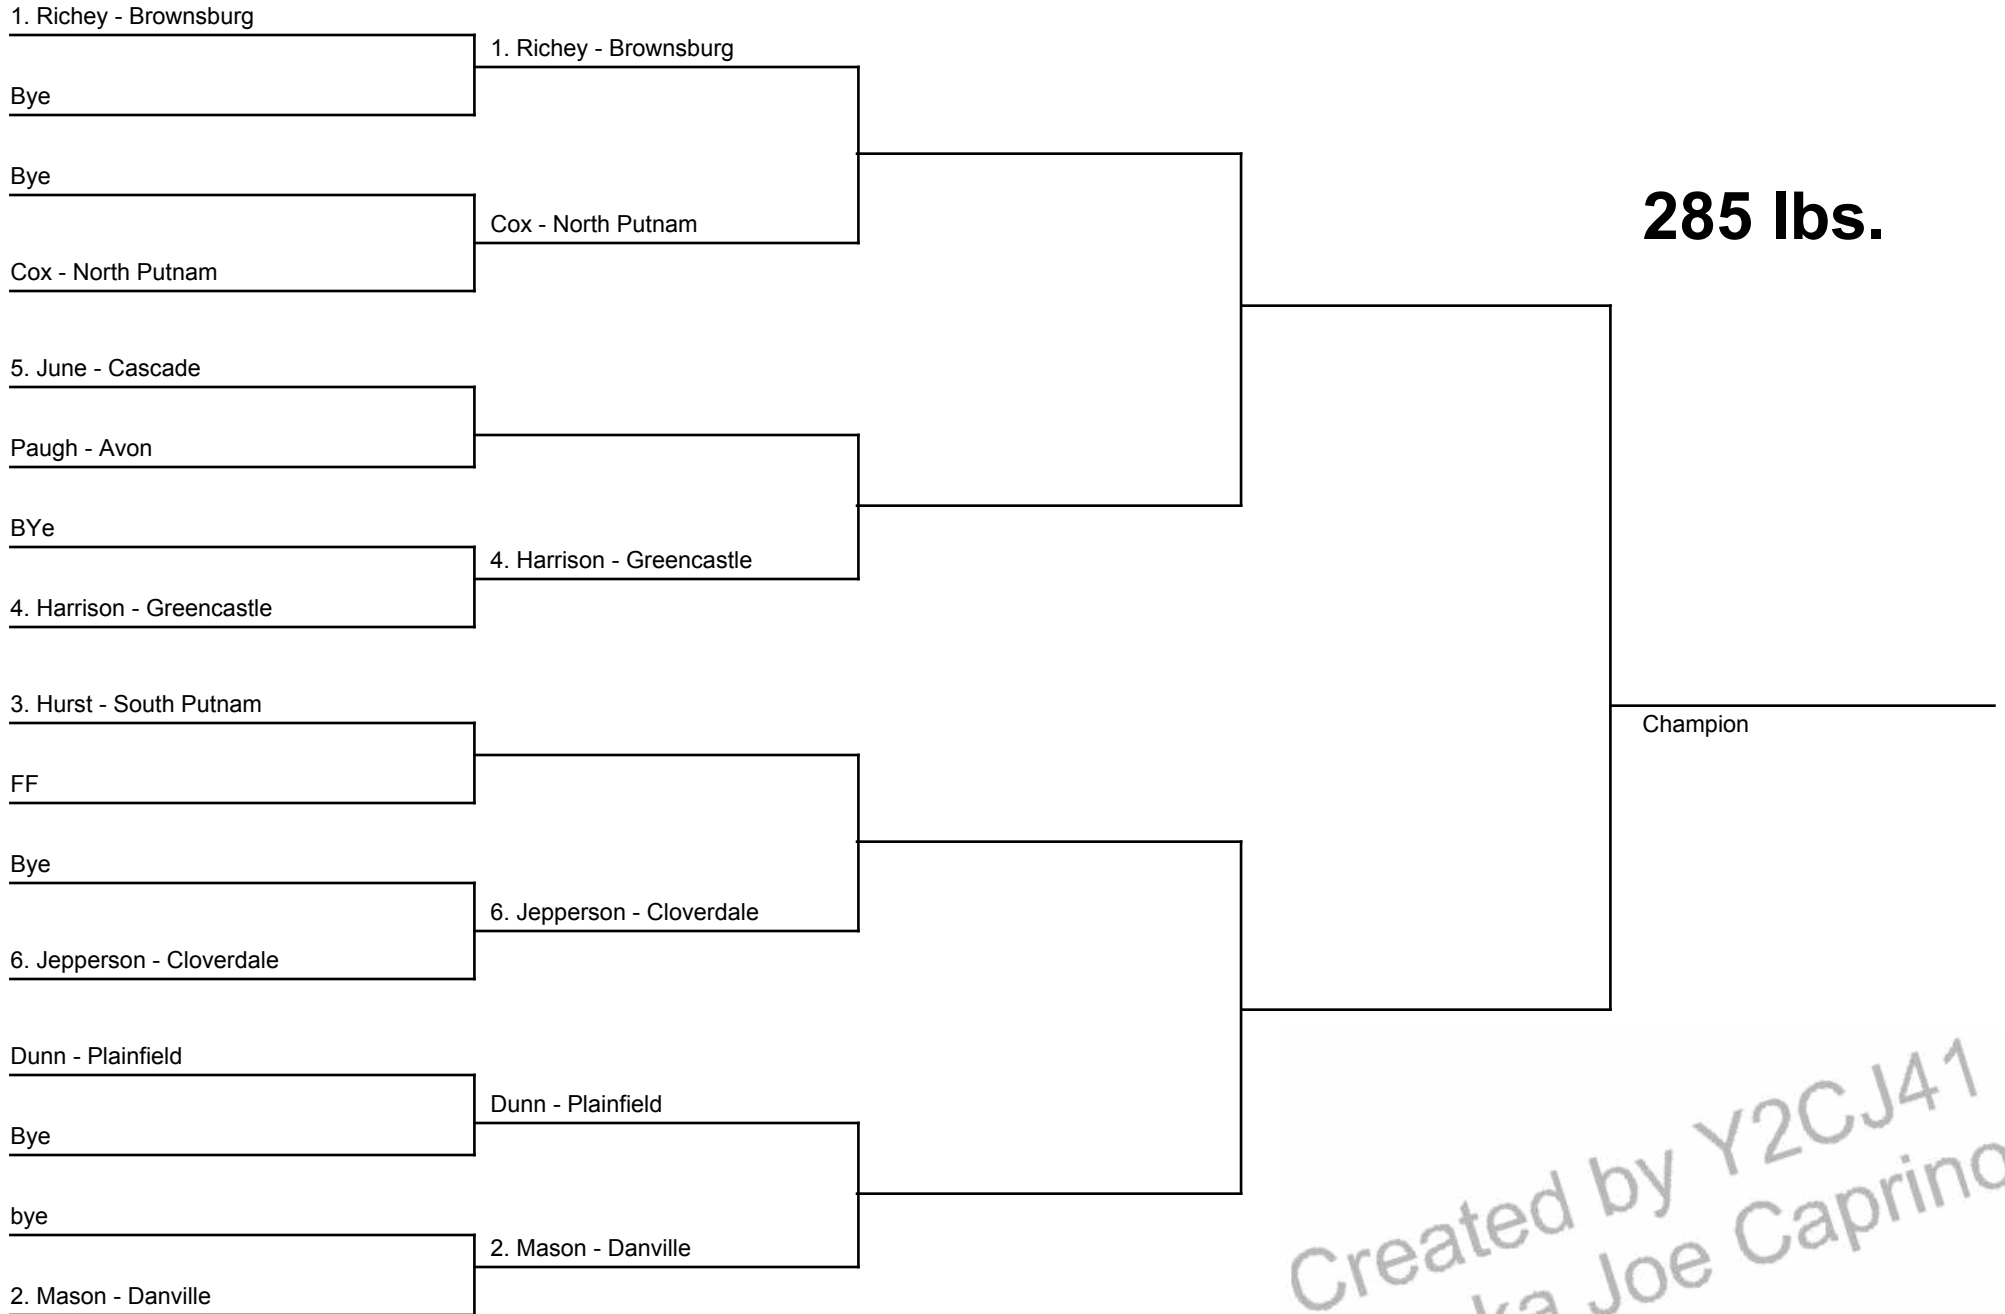 1. Richey - Brownsburg
1. Richey - Brownsburg
Bye
Bye
285 lbs.
Cox - North Putnam
Cox - North Putnam
5. June - Cascade
Paugh - Avon
BYe
4. Harrison - Greencastle
4. Harrison - Greencastle
3. Hurst - South Putnam
Champion
FF
Bye
6. Jepperson - Cloverdale
6. Jepperson - Cloverdale
Dunn - Plainfield
Dunn - Plainfield
Bye
bye
2. Mason - Danville
2. Mason - Danville
Created by Y2CJ41
Joe Caprino